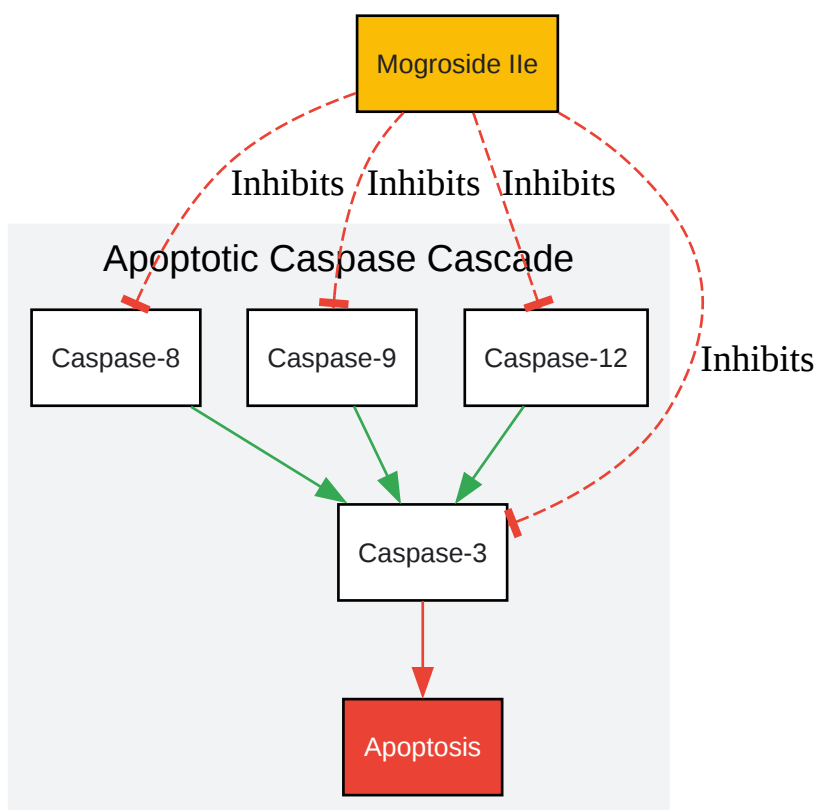 Mogroside IIe
Inhibits Inhibits Inhibits
Apoptotic Caspase Cascade
Caspase-8 Caspase-9 Caspase-12
Inhibits
Caspase-3
Apoptosis